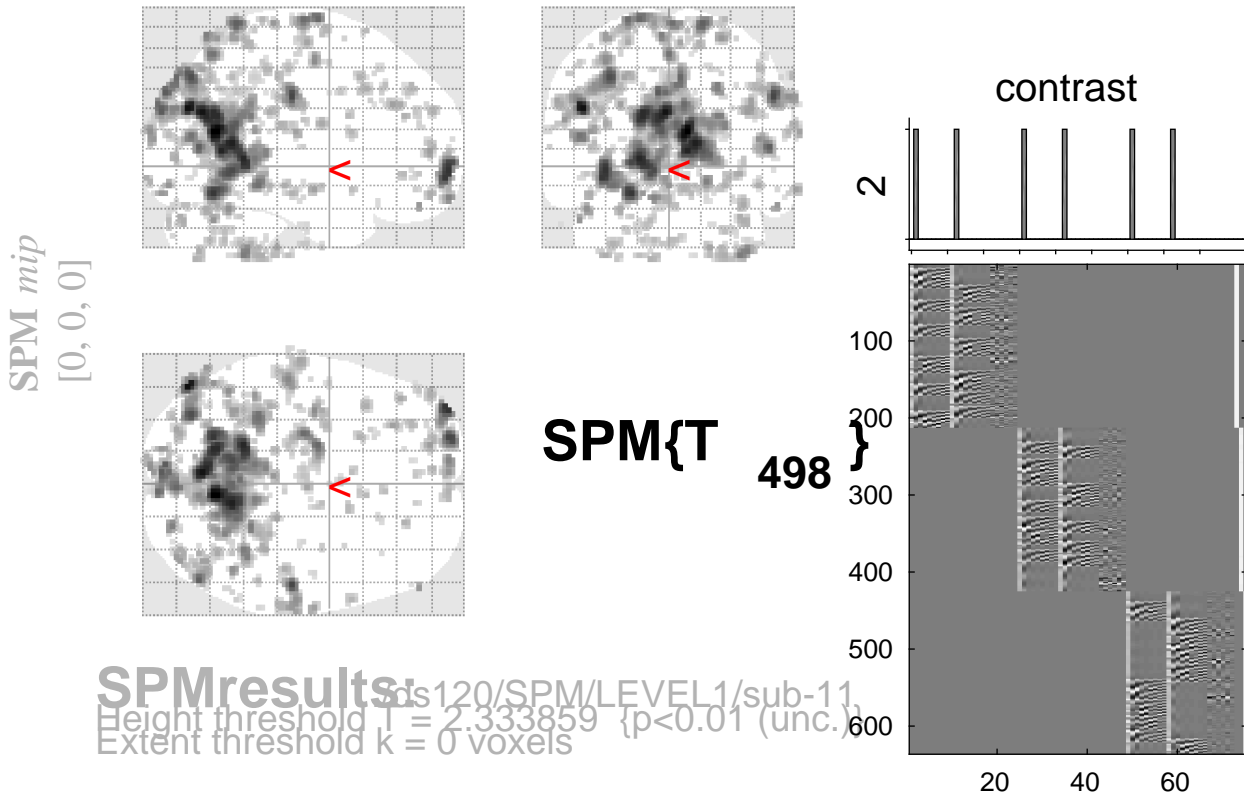 SPM mip
[0, 0, 0]
<
<
<
SPM{T498}
contrast
2
100
200
300
400
500
600
20
40
60
SPMresults: /ds120/SPM/LEVEL1/sub-11
Height threshold T = 2.333859 {p<0.01 (unc.)}
Extent threshold k = 0 voxels